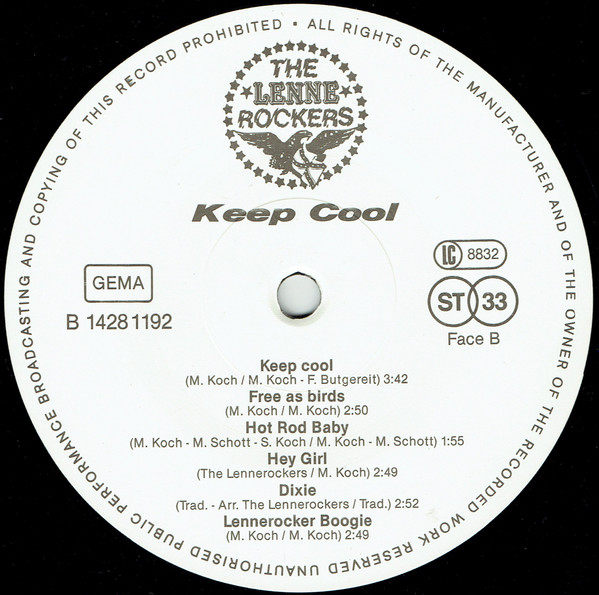 THE
LENNE
ROCKERS
Keep Cool
GEMA
B 14281192
LC 8832
ST 33
Face B
Keep cool
(M. Koch / M. Koch - F. Butgereit) 3:42
Free as birds
(M. Koch / M. Koch) 2:50
Hot Rod Baby
(M. Koch - M. Schott - S. Koch / M. Koch - M. Schott) 1:55
Hey Girl
(The Lennerockers / M. Koch) 2:49
Dixie
(Trad. - Arr. The Lennerockers / Trad.) 2:52
Lennerocker Boogie
(M. Koch / M. Koch) 2:49
• ALL RIGHTS OF THE MANUFACTURER AND OF THE OWNER OF THE RECORDED WORK RESERVED UNAUTHORISED PUBLIC PERFORMANCE BROADCASTING AND COPYING OF THIS RECORD PROHIBITED